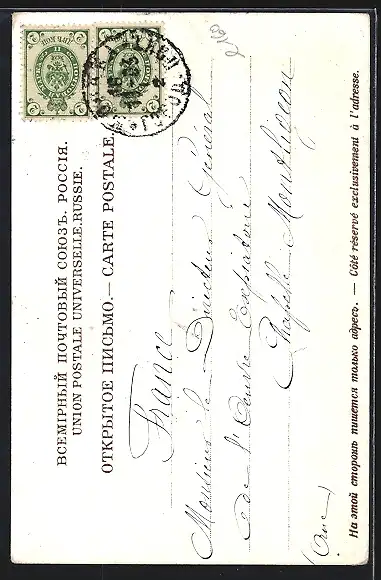 ВСЕМІРНЫЙ ПОЧТОВЫЙ СОЮЗЪ. РОССІЯ.
UNION POSTALE UNIVERSELLE. RUSSIE.
ОТКРЫТОЕ ПИСЬМО. — CARTE POSTALE
France
Monsieur le Directeur Général
de l'Oeuvre Expiatoire
Chapelle Montligeon
(Orne)
На этой сторонѣ пишется только адресъ. — Côté réservé exclusivement à l'adresse.